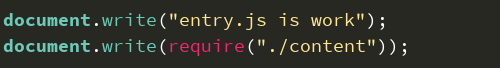 document.write("entry.js is work");
document.write(require("./content"));